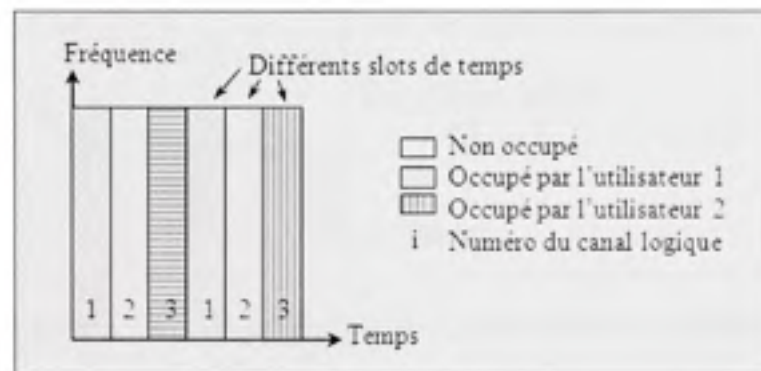 Fréquence
Différents slots de temps
Non occupé
Occupé par l'utilisateur 1
Occupé par l'utilisateur 2
i Numéro du canal logique
1 2 3 1 2 3
Temps